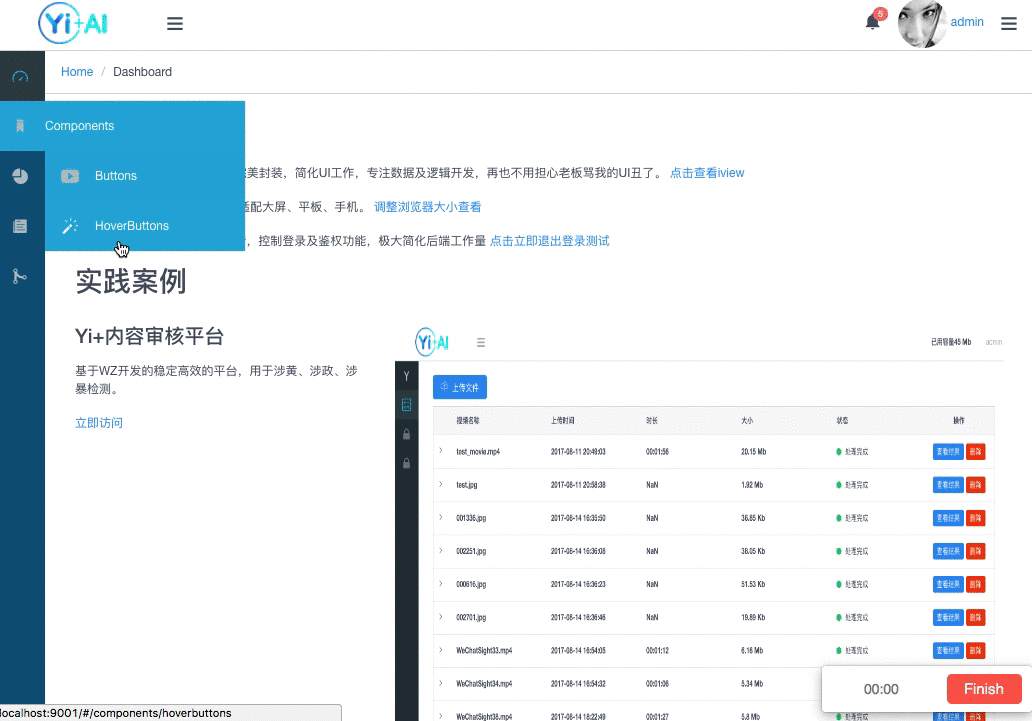 Yi+AI
5
admin
Home / Dashboard
Components
Buttons
美封装，简化UI工作，专注数据及逻辑开发，再也不用担心老板骂我的UI丑了。 点击查看iview
适配大屏、平板、手机。 调整浏览器大小查看
HoverButtons
，控制登录及鉴权功能，极大简化后端工作量 点击立即退出登录测试
实践案例
Yi+内容审核平台
基于WZ开发的稳定高效的平台，用于涉黄、涉政、涉
暴检测。
立即访问
Yi+AI
已用容量45 Mb admin
Y
上传文件
视频名称 上传时间 时长 大小 状态 操作
test_movie.mp4 2017-08-11 20:49:03 00:01:56 20.15 Mb 处理完成 查看结果 删除
test.jpg 2017-08-11 20:58:38 NaN 1.92 Mb 处理完成 查看结果 删除
001336.jpg 2017-08-14 16:35:50 NaN 36.85 Kb 处理完成 查看结果 删除
002251.jpg 2017-08-14 16:36:08 NaN 38.05 Kb 处理完成 查看结果 删除
000616.jpg 2017-08-14 16:36:23 NaN 51.53 Kb 处理完成 查看结果 删除
002701.jpg 2017-08-14 16:36:46 NaN 19.89 Kb 处理完成 查看结果 删除
WeChatSight33.mp4 2017-08-14 16:54:05 00:01:12 6.16 Mb 处理完成 查看结果 删除
WeChatSight34.mp4 2017-08-14 16:54:32 00:01:06 5.34 Mb
WeChatSight38.mp4 2017-08-14 18:22:49 00:01:27 5.8 Mb 处理完成 查看结果 删除
00:00 Finish
localhost:9001/#/components/hoverbuttons